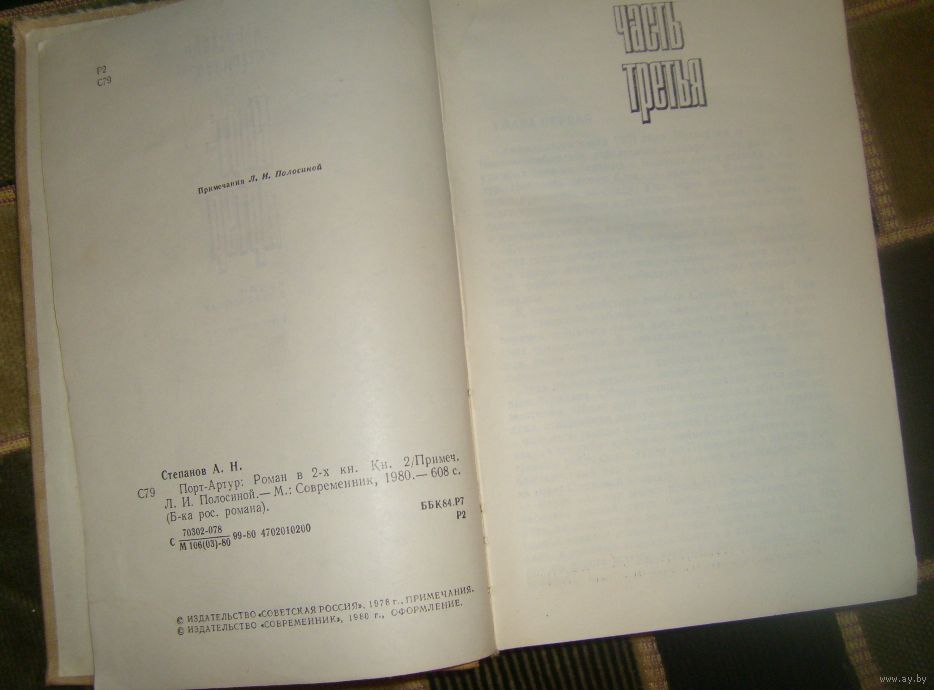 Р2
С79
Примечания Л. И. Полосиной
Степанов А. Н.
С79 Порт-Артур: Роман в 2-х кн. Кн. 2/Примеч.
Л. И. Полосиной.— М.: Современник, 1980.— 608 с.
(Б-ка рос. романа).
С 70302-078
М 106(03)-80 99-80 4702010200
ББК84.Р7
Р2
© ИЗДАТЕЛЬСТВО «СОВЕТСКАЯ РОССИЯ», 1978 г., ПРИМЕЧАНИЯ.
© ИЗДАТЕЛЬСТВО «СОВРЕМЕННИК», 1980 г., ОФОРМЛЕНИЕ.
часть
третья
www.ay.by